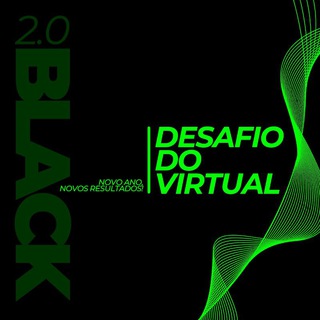 2.0
BLACK
NOVO ANO,
NOVOS RESULTADOS!
DESAFIO
DO
VIRTUAL